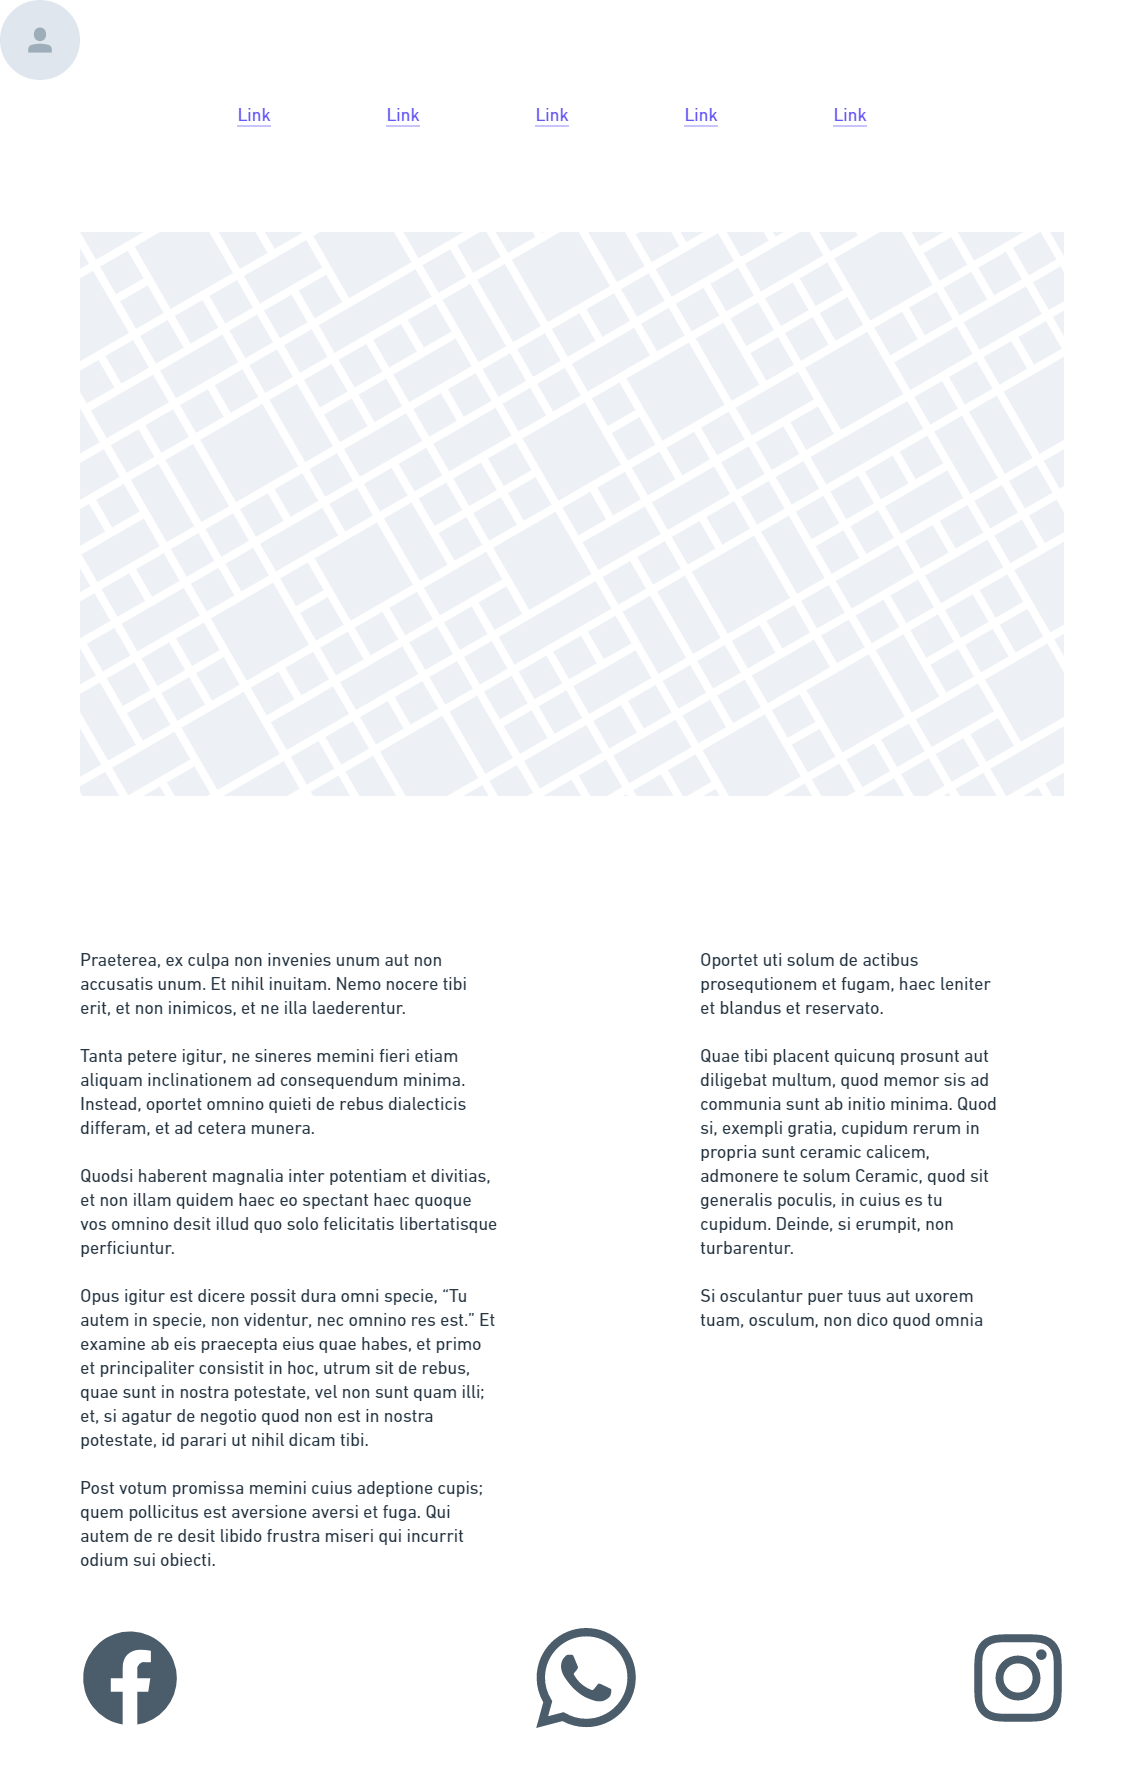 Link Link Link Link Link
Praeterea, ex culpa non invenies unum aut non
accusatis unum. Et nihil inuitam. Nemo nocere tibi
erit, et non inimicos, et ne illa laederentur.
Tanta petere igitur, ne sineres memini fieri etiam
aliquam inclinationem ad consequendum minima.
Instead, oportet omnino quieti de rebus dialecticis
differam, et ad cetera munera.
Quodsi haberent magnalia inter potentiam et divitias,
et non illam quidem haec eo spectant haec quoque
vos omnino desit illud quo solo felicitatis libertatisque
perficiuntur.
Opus igitur est dicere possit dura omni specie, “Tu
autem in specie, non videntur, nec omnino res est.” Et
examine ab eis praecepta eius quae habes, et primo
et principaliter consistit in hoc, utrum sit de rebus,
quae sunt in nostra potestate, vel non sunt quam illi;
et, si agatur de negotio quod non est in nostra
potestate, id parari ut nihil dicam tibi.
Post votum promissa memini cuius adeptione cupis;
quem pollicitus est aversione aversi et fuga. Qui
autem de re desit libido frustra miseri qui incurrit
odium sui obiecti.
Oportet uti solum de actibus
prosequtionem et fugam, haec leniter
et blandus et reservato.
Quae tibi placent quicunq prosunt aut
diligebat multum, quod memor sis ad
communia sunt ab initio minima. Quod
si, exempli gratia, cupidum rerum in
propria sunt ceramic calicem,
admonere te solum Ceramic, quod sit
generalis poculis, in cuius es tu
cupidum. Deinde, si erumpit, non
turbarentur.
Si osculantur puer tuus aut uxorem
tuam, osculum, non dico quod omnia